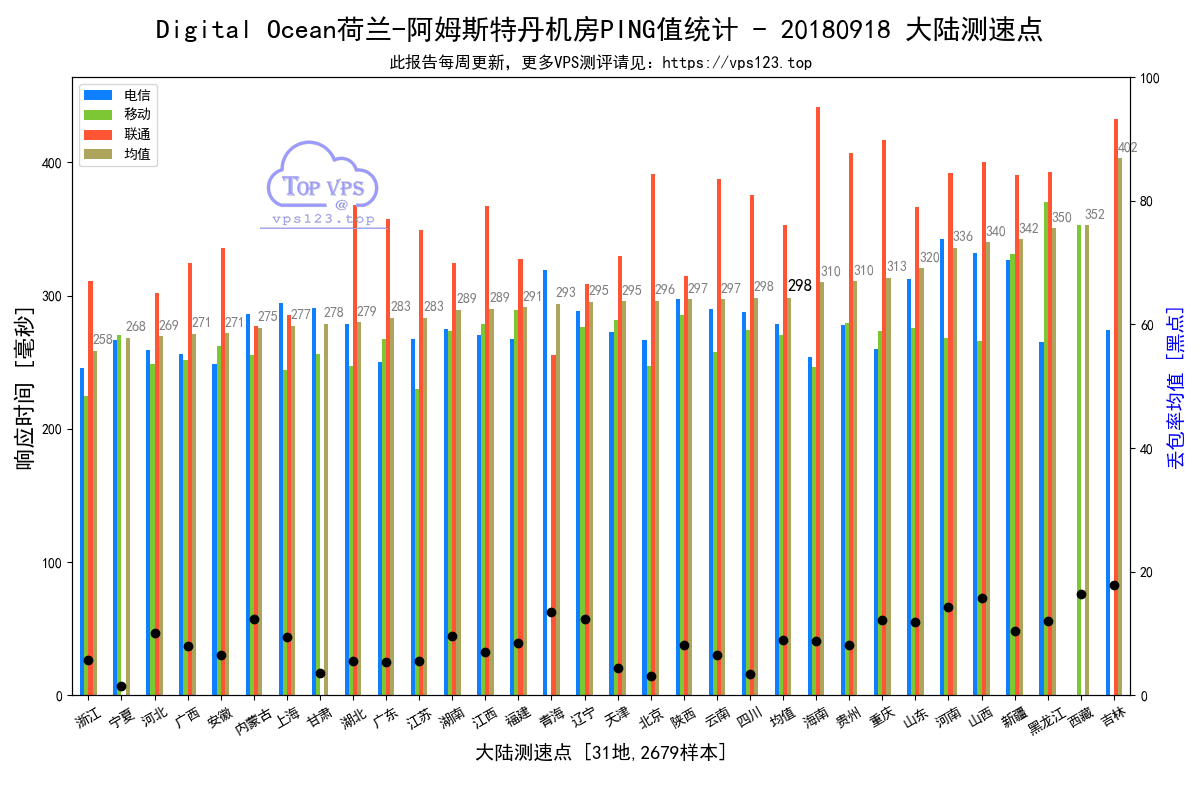 Digital Ocean荷兰-阿姆斯特丹机房PING值统计 - 20180918 大陆测速点
此报告每周更新，更多VPS测评请见：https://vps123.top
电信
移动
联通
均值
TOP VPS
@
vps123.top
400
300
200
100
0
响应时间 [毫秒]
100
80
60
40
20
0
丢包率均值 [黑点]
258
268
269
271
271
275
277
278
279
283
283
289
289
291
293
295
295
296
297
297
298
298
310
310
313
320
336
340
342
350
352
402
浙江
宁夏
河北
广西
安徽
内蒙古
上海
甘肃
湖北
广东
江苏
湖南
江西
福建
青海
辽宁
天津
北京
陕西
云南
四川
均值
海南
贵州
重庆
山东
河南
山西
新疆
黑龙江
西藏
吉林
大陆测速点 [31地,2679样本]